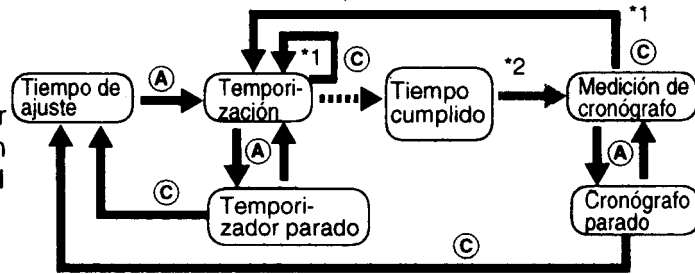 *1
*1
C
C
A
*2
Tiempo de
ajuste
Tempori-
zación
Tiempo
cumplido
Medición de
cronógrafo
r
n
l
A
A
C
Tempori-
zador parado
Cronógrafo
parado
C